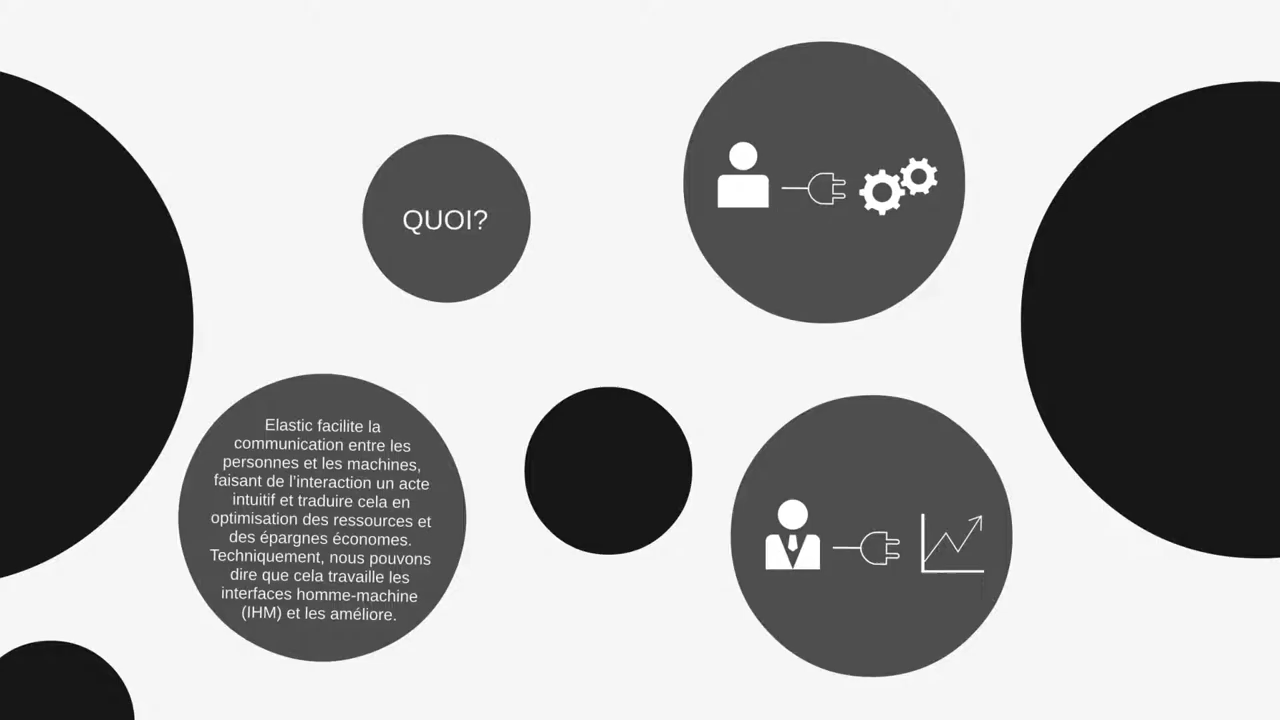 QUOI?
Elastic facilite la
communication entre les
personnes et les machines,
faisant de l'interaction un acte
intuitif et traduire cela en
optimisation des ressources et
des épargnes économes.
Techniquement, nous pouvons
dire que cela travaille les
interfaces homme-machine
(IHM) et les améliore.